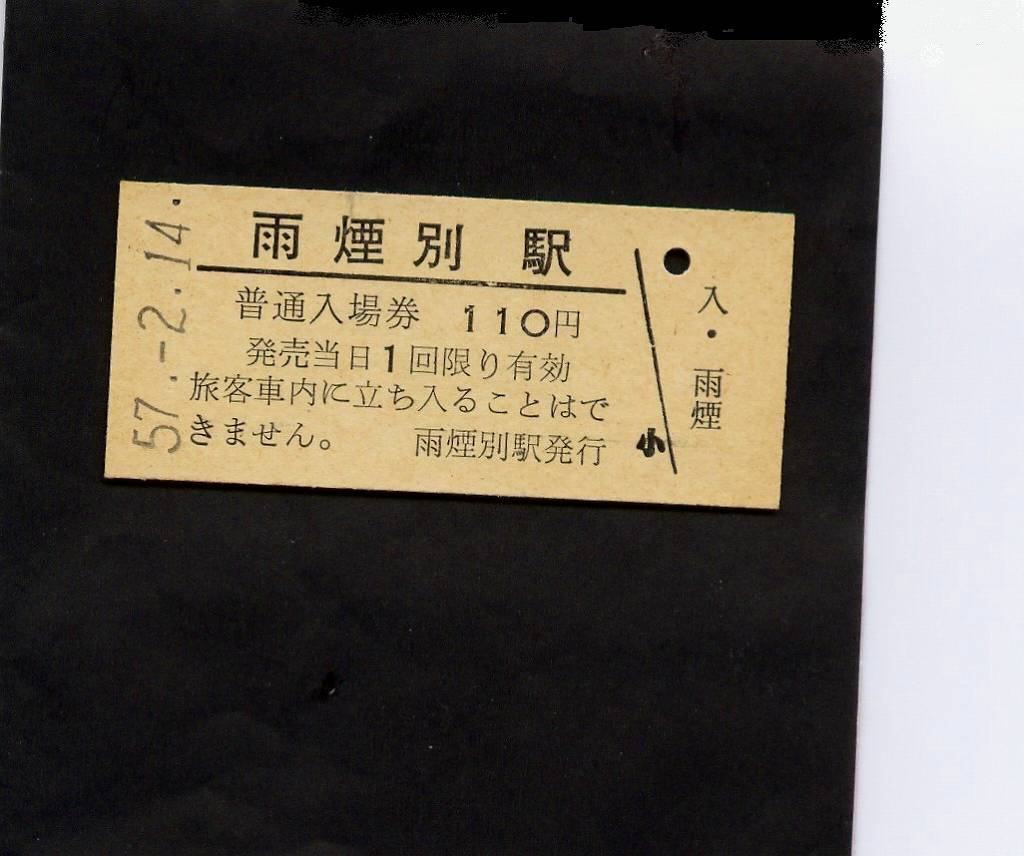 57.-2.14.
雨煙別 駅
普通入場券 110円
発売当日1回限り有効
旅客車内に立ち入ることはで
きません。 雨煙別駅発行
小
入・雨煙